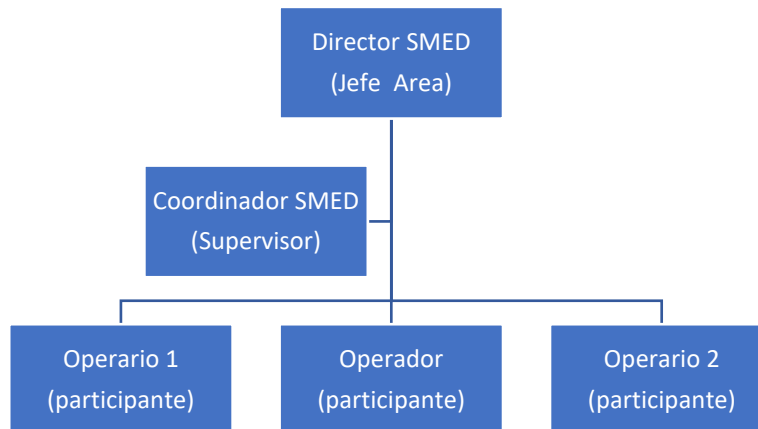 Director SMED
(Jefe Area)
Coordinador SMED
(Supervisor)
Operario 1
(participante)
Operador
(participante)
Operario 2
(participante)